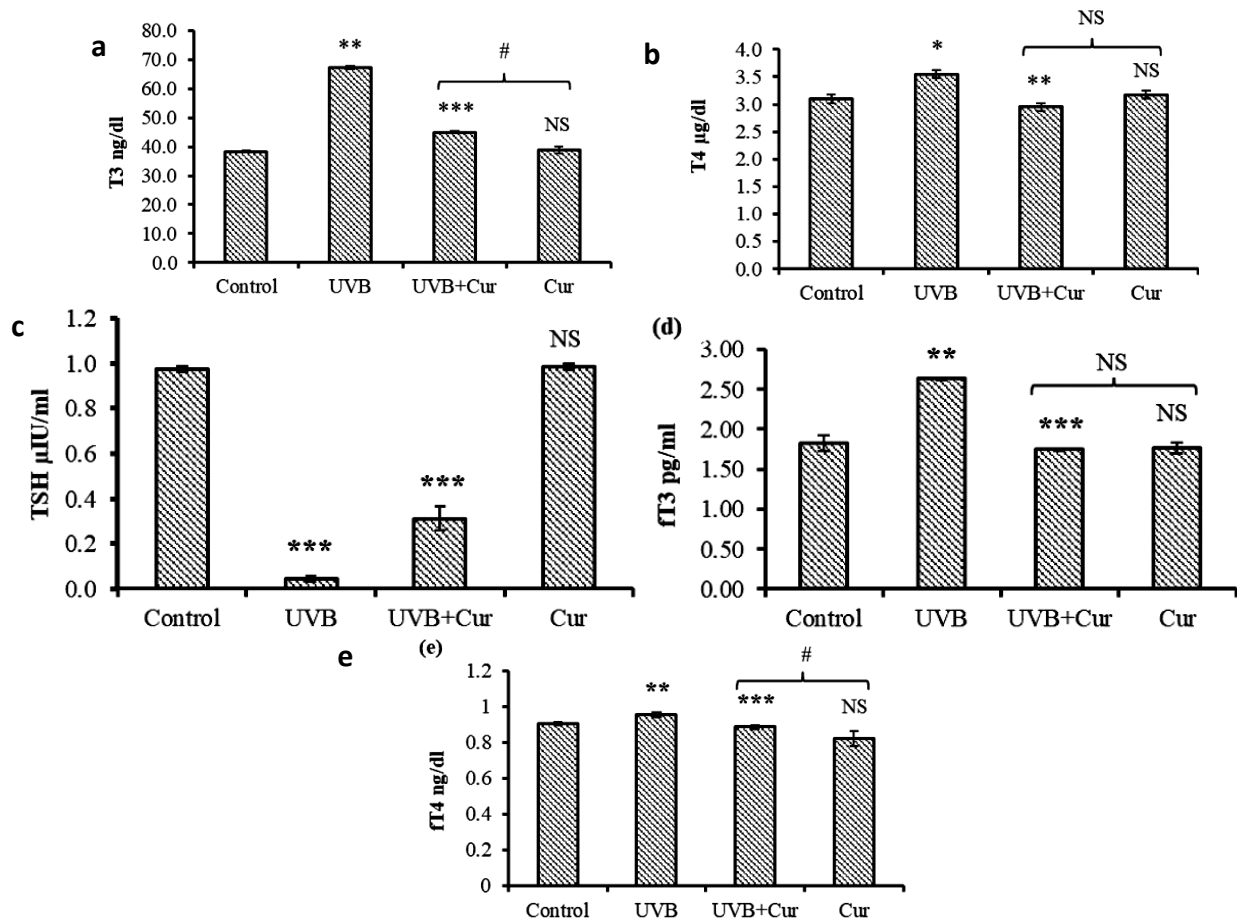 a
80.0
70.0
60.0
50.0
40.0
30.0
20.0
10.0
0.0
T3 ng/dl
**
***
#
NS
Control UVB UVB+Cur Cur
b
4.0
3.5
3.0
2.5
2.0
1.5
1.0
0.5
0.0
T4 µg/dl
*
**
NS
NS
Control UVB UVB+Cur Cur
c
1.2
1.0
0.8
0.6
0.4
0.2
0.0
TSH µIU/ml
***
***
NS
Control UVB UVB+Cur Cur
(d)
3.00
2.50
2.00
1.50
1.00
0.50
0.00
fT3 pg/ml
**
***
NS
NS
Control UVB UVB+Cur Cur
e
(e)
1.2
1
0.8
0.6
0.4
0.2
0
fT4 ng/dl
**
***
#
NS
Control UVB UVB+Cur Cur